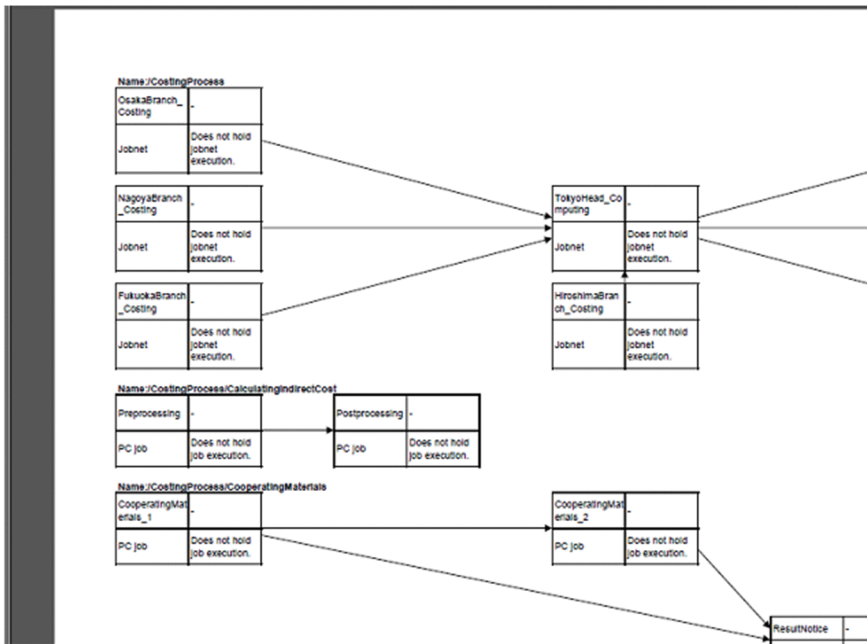 Name:/CostingProcess
OsakaBranch_
Costing
-
Jobnet
Does not hold
jobnet
execution.
NagoyaBranch
_Costing
-
Jobnet
Does not hold
jobnet
execution.
TokyoHead_Co
mputing
-
Jobnet
Does not hold
jobnet
execution.
FukuokaBranch
_Costing
-
Jobnet
Does not hold
jobnet
execution.
HiroshimaBran
ch_Costing
-
Jobnet
Does not hold
jobnet
execution.
Name:/CostingProcess/CalculatingIndirectCost
Preprocessing
-
PC job
Does not hold
job execution.
Postprocessing
-
PC job
Does not hold
job execution.
Name:/CostingProcess/CooperatingMaterials
CooperatingMat
erials_1
-
PC job
Does not hold
job execution.
CooperatingMat
erials_2
-
PC job
Does not hold
job execution.
ResultNotice
-